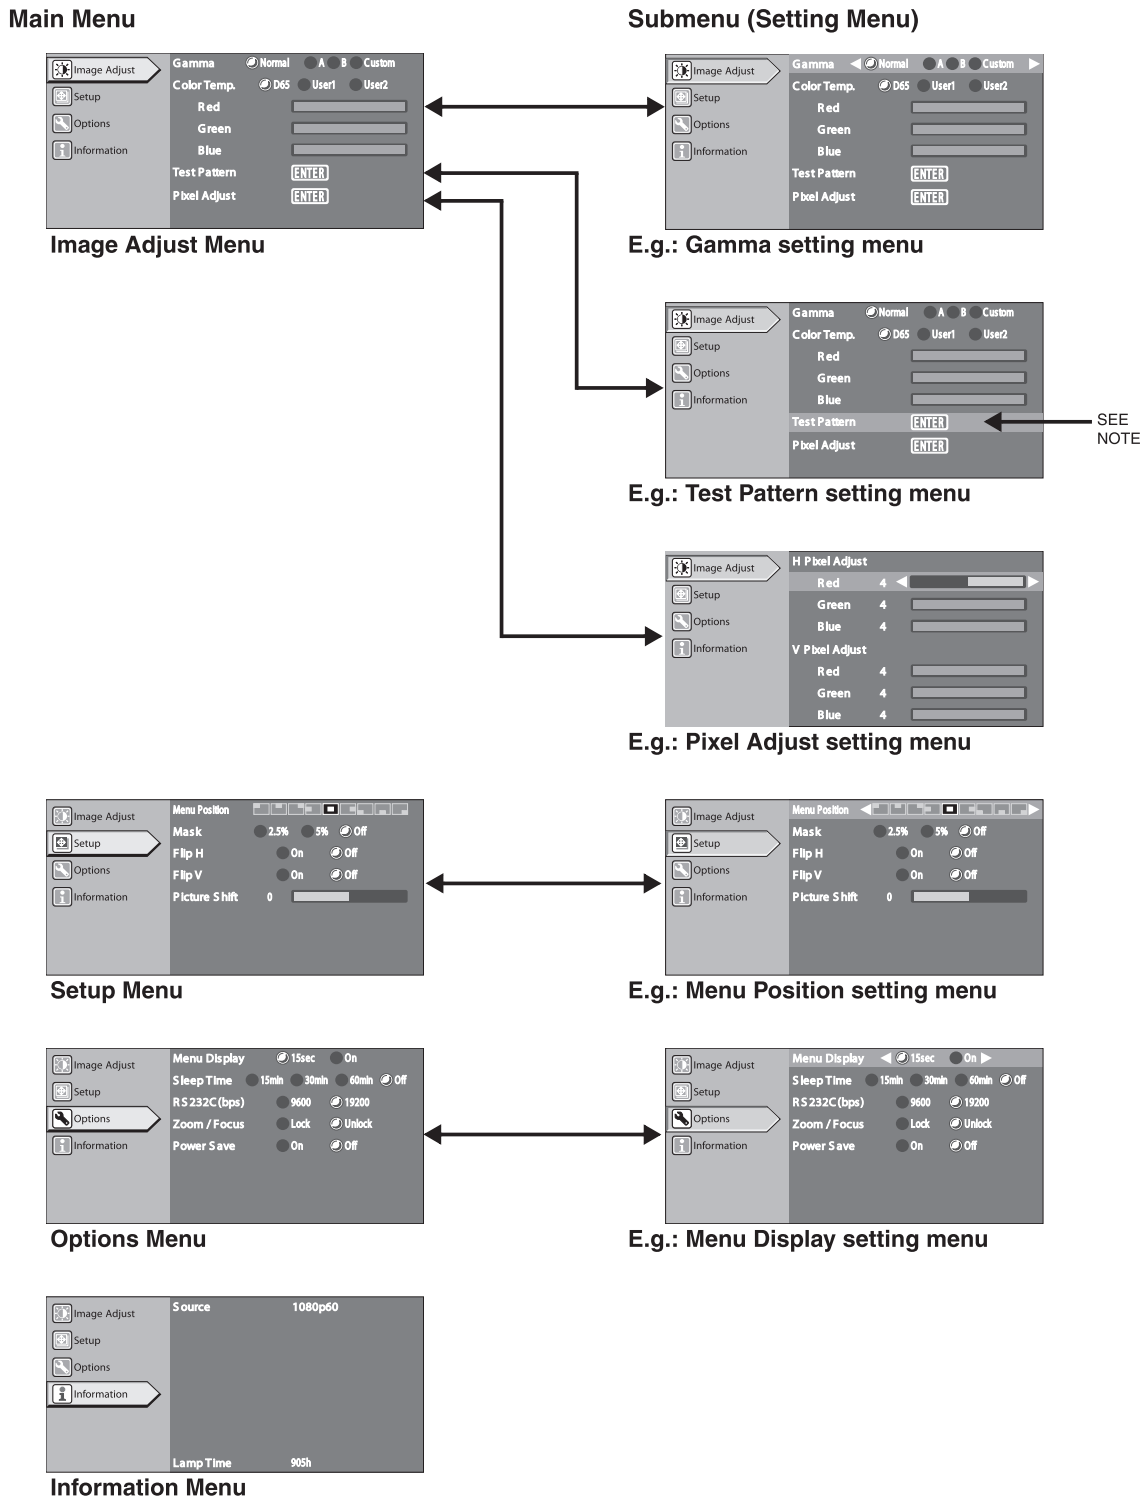 Main Menu
Submenu (Setting Menu)
Image Adjust
Setup
Options
Information
Gamma Normal A B Custom
Color Temp. D65 User1 User2
Red
Green
Blue
Test Pattern ENTER
Pixel Adjust ENTER
Image Adjust Menu
Image Adjust
Setup
Options
Information
Gamma Normal A B Custom
Color Temp. D65 User1 User2
Red
Green
Blue
Test Pattern ENTER
Pixel Adjust ENTER
E.g.: Gamma setting menu
Image Adjust
Setup
Options
Information
Gamma Normal A B Custom
Color Temp. D65 User1 User2
Red
Green
Blue
Test Pattern ENTER
Pixel Adjust ENTER
SEE
NOTE
E.g.: Test Pattern setting menu
Image Adjust
Setup
Options
Information
H Pixel Adjust
Red 4
Green 4
Blue 4
V Pixel Adjust
Red 4
Green 4
Blue 4
E.g.: Pixel Adjust setting menu
Image Adjust
Setup
Options
Information
Menu Position
Mask 2.5% 5% Off
Flip H On Off
Flip V On Off
Picture Shift 0
Setup Menu
Image Adjust
Setup
Options
Information
Menu Position
Mask 2.5% 5% Off
Flip H On Off
Flip V On Off
Picture Shift 0
E.g.: Menu Position setting menu
Image Adjust
Setup
Options
Information
Menu Display 15sec On
Sleep Time 15min 30min 60min Off
RS232C(bps) 9600 19200
Zoom / Focus Lock Unlock
Power Save On Off
Options Menu
Image Adjust
Setup
Options
Information
Menu Display 15sec On
Sleep Time 15min 30min 60min Off
RS232C(bps) 9600 19200
Zoom / Focus Lock Unlock
Power Save On Off
E.g.: Menu Display setting menu
Image Adjust
Setup
Options
Information
Source 1080p60
Lamp Time 905h
Information Menu